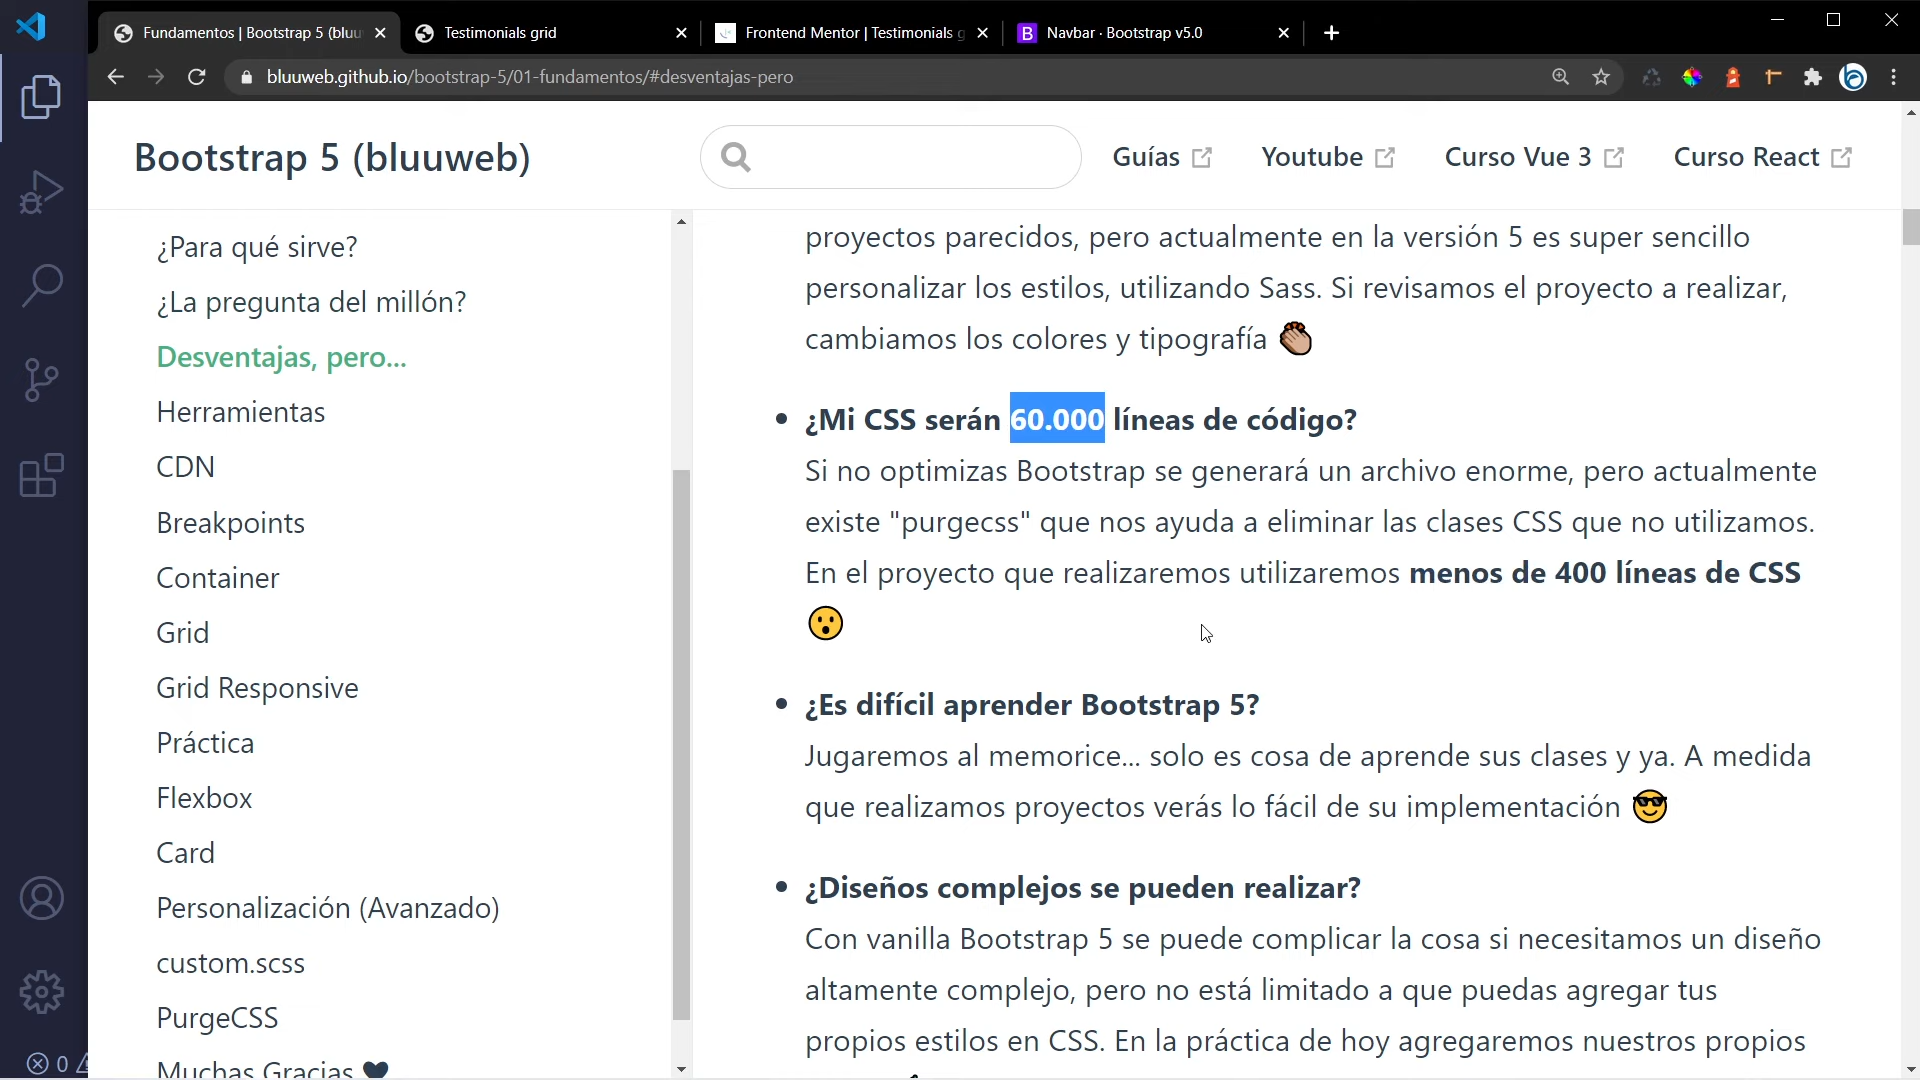 Fundamentos | Bootstrap 5 (bluu
Testimonials grid
Frontend Mentor | Testimonials g
Navbar · Bootstrap v5.0
bluuweb.github.io/bootstrap-5/01-fundamentos/#desventajas-pero
Bootstrap 5 (bluuweb)
Guías
Youtube
Curso Vue 3
Curso React
¿Para qué sirve?
¿La pregunta del millón?
Desventajas, pero...
Herramientas
CDN
Breakpoints
Container
Grid
Grid Responsive
Práctica
Flexbox
Card
Personalización (Avanzado)
custom.scss
PurgeCSS
Muchas Gracias 🖤
proyectos parecidos, pero actualmente en la versión 5 es super sencillo
personalizar los estilos, utilizando Sass. Si revisamos el proyecto a realizar,
cambiamos los colores y tipografía 👏🏽
• ¿Mi CSS serán 60.000 líneas de código?
Si no optimizas Bootstrap se generará un archivo enorme, pero actualmente
existe "purgecss" que nos ayuda a eliminar las clases CSS que no utilizamos.
En el proyecto que realizaremos utilizaremos menos de 400 líneas de CSS
😮
• ¿Es difícil aprender Bootstrap 5?
Jugaremos al memorice... solo es cosa de aprende sus clases y ya. A medida
que realizamos proyectos verás lo fácil de su implementación 😎
• ¿Diseños complejos se pueden realizar?
Con vanilla Bootstrap 5 se puede complicar la cosa si necesitamos un diseño
altamente complejo, pero no está limitado a que puedas agregar tus
propios estilos en CSS. En la práctica de hoy agregaremos nuestros propios
0